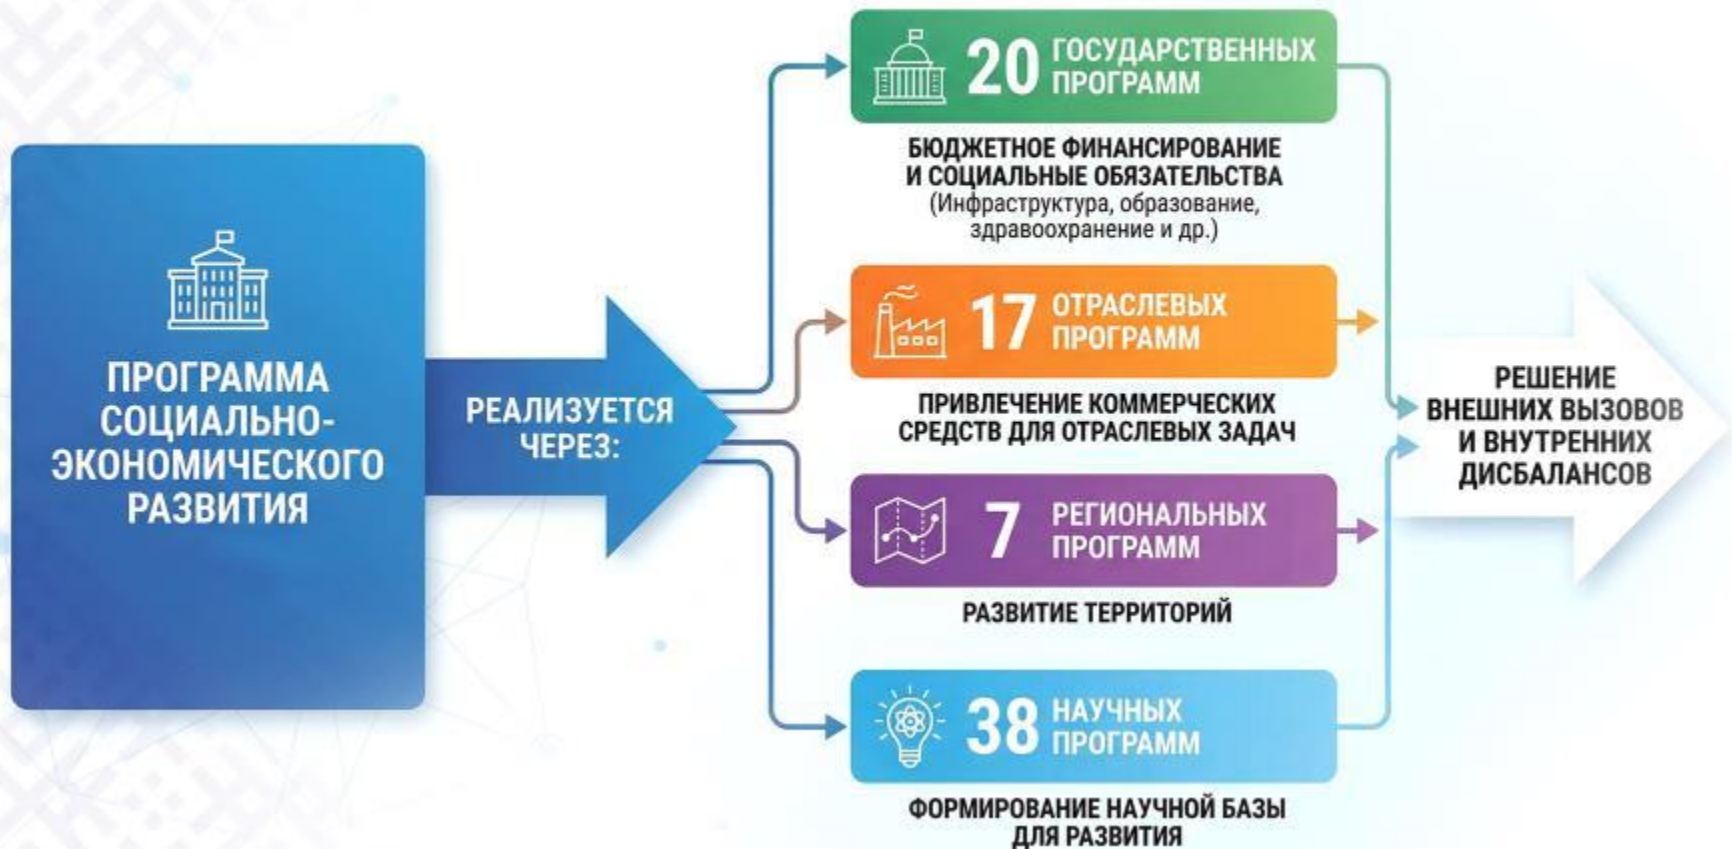 ПРОГРАММА
СОЦИАЛЬНО-
ЭКОНОМИЧЕСКОГО
РАЗВИТИЯ
РЕАЛИЗУЕТСЯ
ЧЕРЕЗ:
20 ГОСУДАРСТВЕННЫХ
ПРОГРАММ
БЮДЖЕТНОЕ ФИНАНСИРОВАНИЕ
И СОЦИАЛЬНЫЕ ОБЯЗАТЕЛЬСТВА
(Инфраструктура, образование,
здравоохранение и др.)
17 ОТРАСЛЕВЫХ
ПРОГРАММ
ПРИВЛЕЧЕНИЕ КОММЕРЧЕСКИХ
СРЕДСТВ ДЛЯ ОТРАСЛЕВЫХ ЗАДАЧ
7 РЕГИОНАЛЬНЫХ
ПРОГРАММ
РАЗВИТИЕ ТЕРРИТОРИЙ
38 НАУЧНЫХ
ПРОГРАММ
ФОРМИРОВАНИЕ НАУЧНОЙ БАЗЫ
ДЛЯ РАЗВИТИЯ
РЕШЕНИЕ
ВНЕШНИХ ВЫЗОВОВ
И ВНУТРЕННИХ
ДИСБАЛАНСОВ